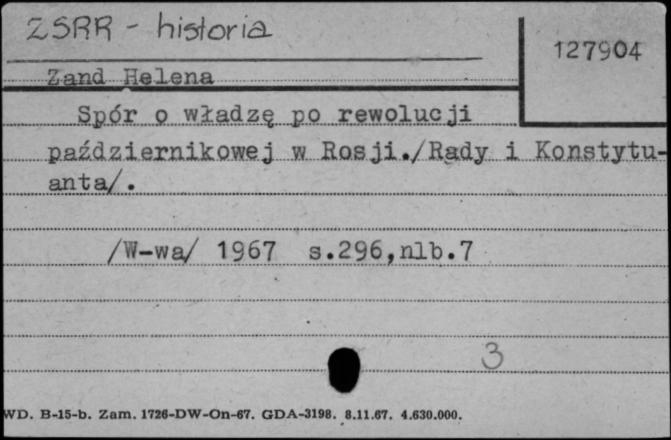 ZSRR - historia
127904
Zand Helena
Spór o władzę po rewolucji
październikowej w Rosji./Rady i Konstytu-
anta/.
/W-wa/ 1967 s.296,nlb.7
3
WD. B-15-b. Zam. 1726-DW-On-67. GDA-3198. 8.11.67. 4.630.000.